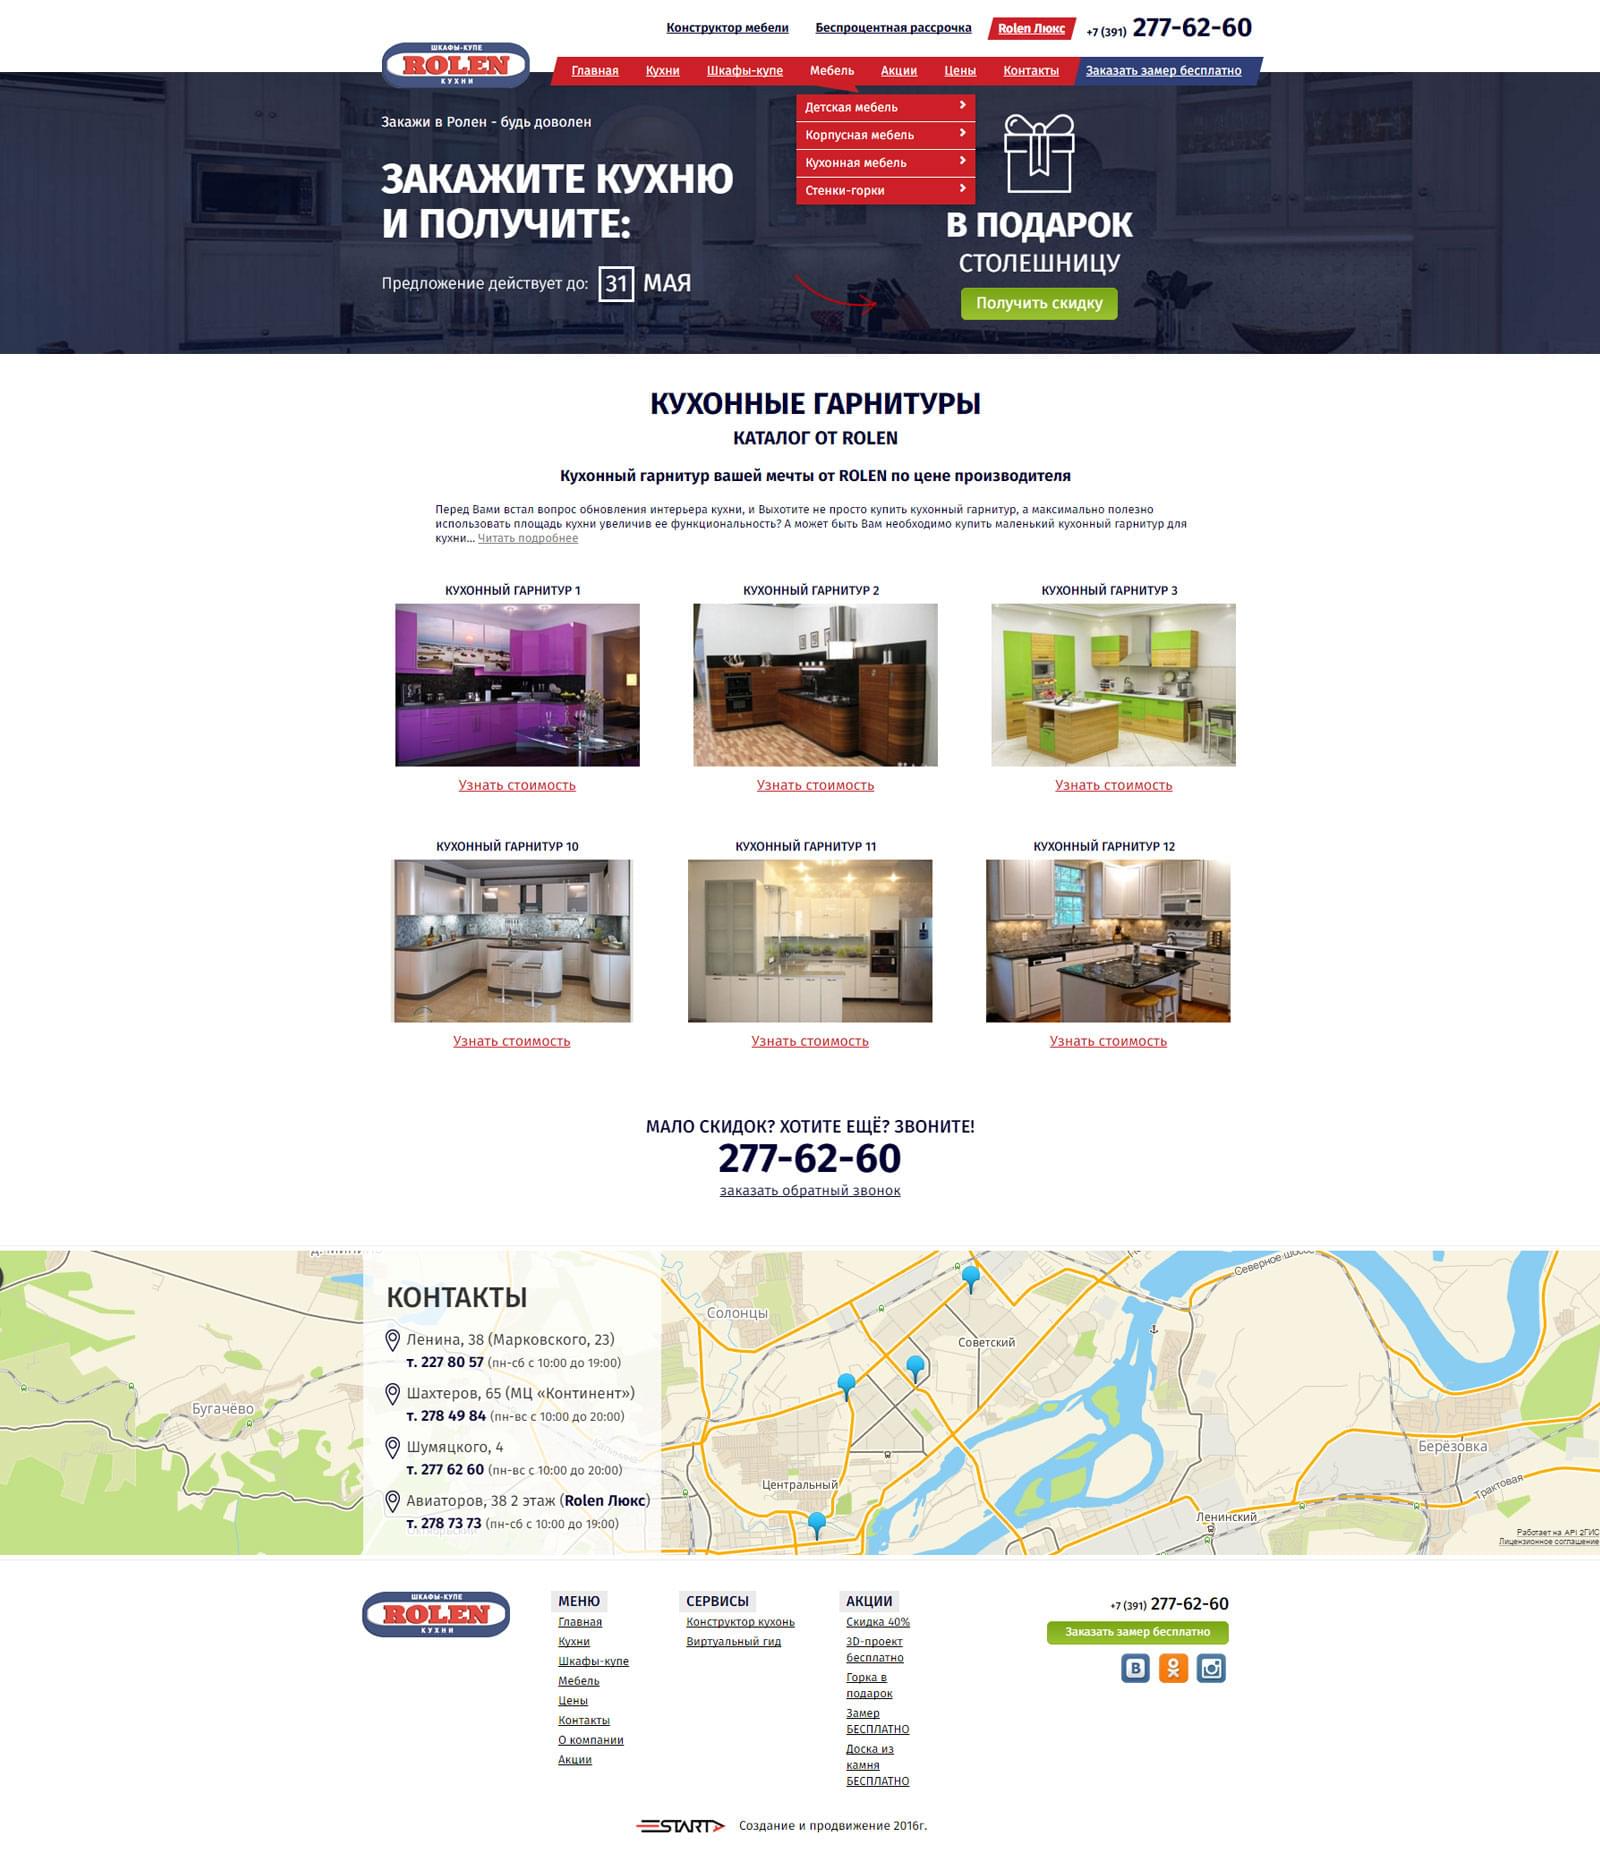 Конструктор мебели
Беспроцентная рассрочка
Rolen Люкс
+7 (391) 277-62-60
ШКАФЫ-КУПЕ
ROLEN
КУХНИ
Главная
Кухни
Шкафы-купе
Мебель
Акции
Цены
Контакты
Заказать замер бесплатно
Детская мебель
Корпусная мебель
Кухонная мебель
Стенки-горки
Закажи в Ролен - будь доволен
ЗАКАЖИТЕ КУХНЮ
И ПОЛУЧИТЕ:
Предложение действует до: 31 МАЯ
В ПОДАРОК
СТОЛЕШНИЦУ
Получить скидку
КУХОННЫЕ ГАРНИТУРЫ
КАТАЛОГ ОТ ROLEN
Кухонный гарнитур вашей мечты от ROLEN по цене производителя
Перед Вами встал вопрос обновления интерьера кухни, и Выхотите не просто купить кухонный гарнитур, а максимально полезно
использовать площадь кухни увеличив ее функциональность? А может быть Вам необходимо купить маленький кухонный гарнитур для
кухни... Читать подробнее
КУХОННЫЙ ГАРНИТУР 1
КУХОННЫЙ ГАРНИТУР 2
КУХОННЫЙ ГАРНИТУР 3
Узнать стоимость
Узнать стоимость
Узнать стоимость
КУХОННЫЙ ГАРНИТУР 10
КУХОННЫЙ ГАРНИТУР 11
КУХОННЫЙ ГАРНИТУР 12
Узнать стоимость
Узнать стоимость
Узнать стоимость
МАЛО СКИДОК? ХОТИТЕ ЕЩЁ? ЗВОНИТЕ!
277-62-60
заказать обратный звонок
КОНТАКТЫ
Ленина, 38 (Марковского, 23)
т. 227 80 57 (пн-сб с 10:00 до 19:00)
Шахтеров, 65 (МЦ «Континент»)
т. 278 49 84 (пн-вс с 10:00 до 20:00)
Шумяцкого, 4
т. 277 62 60 (пн-вс с 10:00 до 20:00)
Авиаторов, 38 2 этаж (Rolen Люкс)
т. 278 73 73 (пн-сб с 10:00 до 19:00)
Бугачёво
Солонцы
Советский
Центральный
Северное шоссе
Берёзовка
Трактовая
Ленинский
Работает на API 2ГИС
Лицензионное соглашение
ШКАФЫ-КУПЕ
ROLEN
КУХНИ
МЕНЮ
Главная
Кухни
Шкафы-купе
Мебель
Цены
Контакты
О компании
Акции
СЕРВИСЫ
Конструктор кухонь
Виртуальный гид
АКЦИИ
Скидка 40%
3D-проект
бесплатно
Горка в
подарок
Замер
БЕСПЛАТНО
Доска из
камня
БЕСПЛАТНО
+7 (391) 277-62-60
Заказать замер бесплатно
START
Создание и продвижение 2016г.